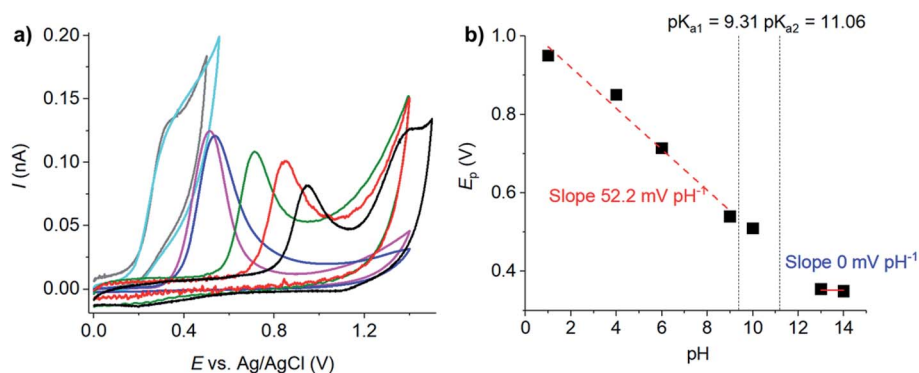 a)
0.20
0.15
0.10
0.05
0.00
I (nA)
0.0
0.4
0.8
1.2
E vs. Ag/AgCl (V)
b)
pKa1 = 9.31 pKa2 = 11.06
1.0
0.8
0.6
0.4
Ep (V)
Slope 52.2 mV pH-1
Slope 0 mV pH-1
0 2 4 6 8 10 12 14
pH